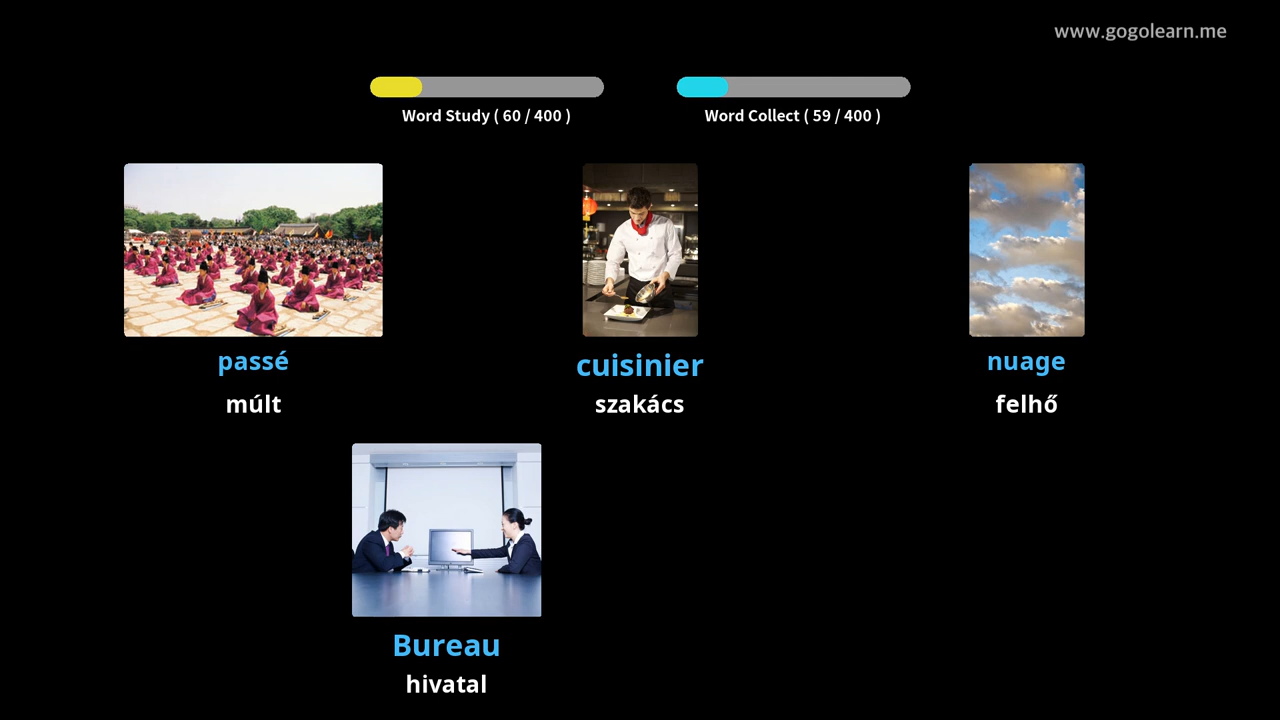 www.gogolearn.me
Word Study ( 60 / 400 )
Word Collect ( 59 / 400 )
passé
cuisinier
nuage
múlt
szakács
felhő
Bureau
hivatal